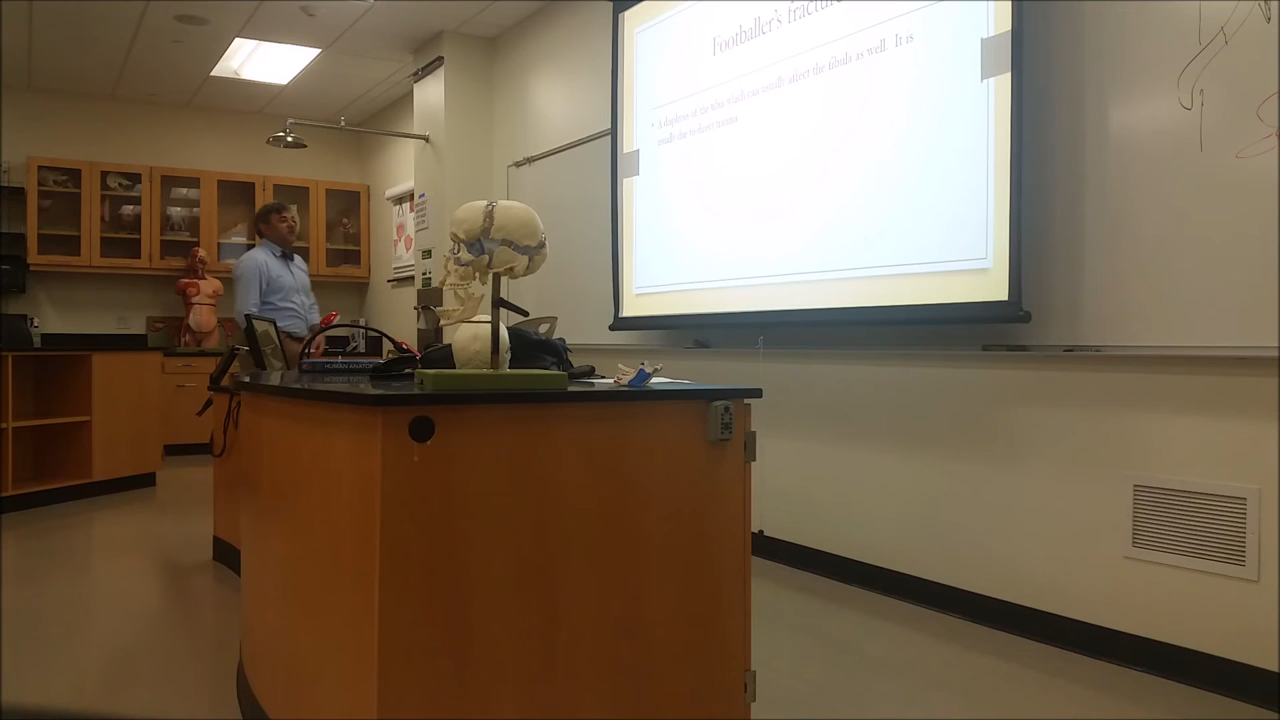 Footballer's fracture
• A diaphesis of the tibia which can usually affect the fibula as well. It is
usually due to direct trauma
HUMAN ANATOMY